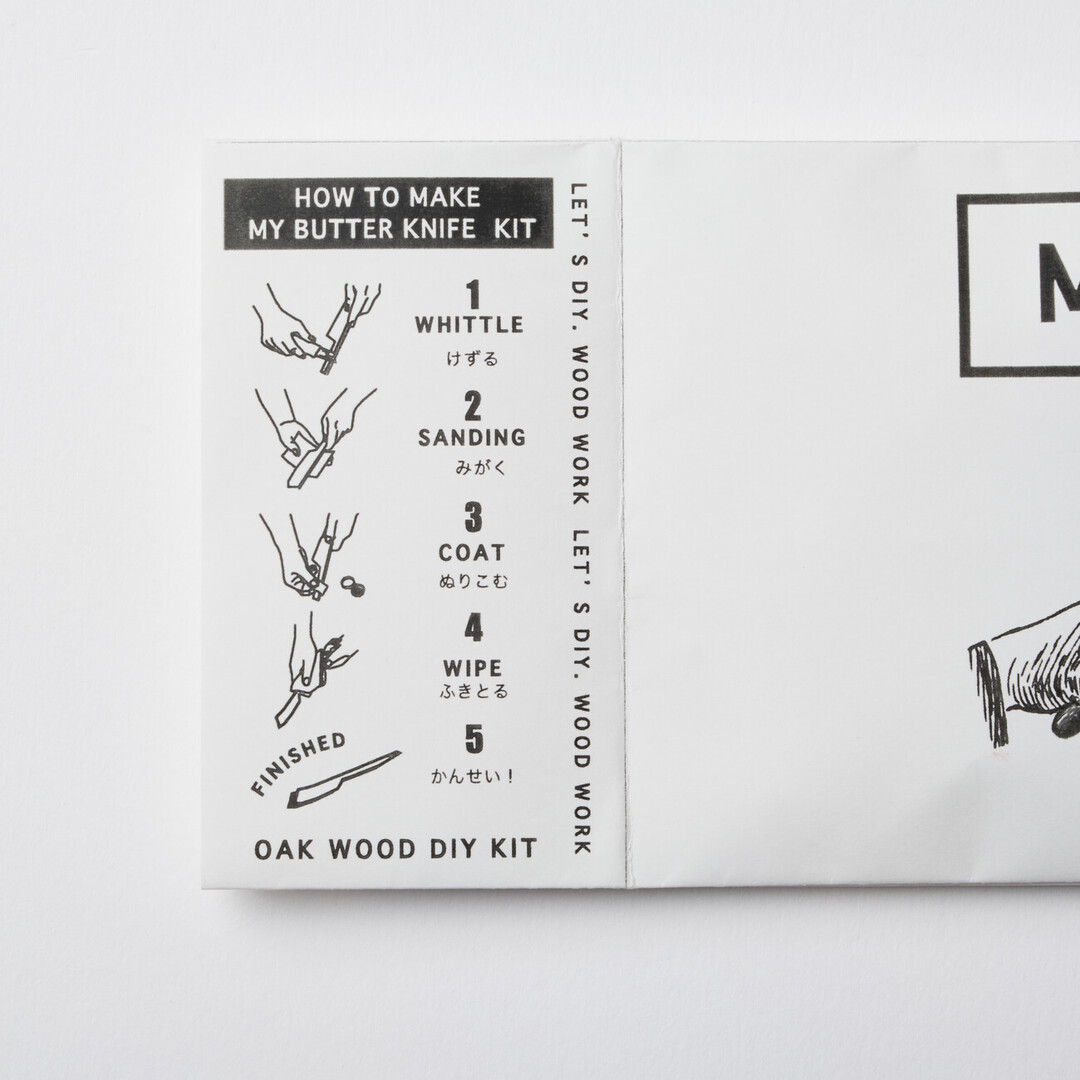 HOW TO MAKE
MY BUTTER KNIFE KIT
1
WHITTLE
けずる
2
SANDING
みがく
3
COAT
ぬりこむ
4
WIPE
ふきとる
FINISHED
5
かんせい！
OAK WOOD DIY KIT
LET'S DIY. WOOD WORK LET'S DIY. WOOD WORK
M